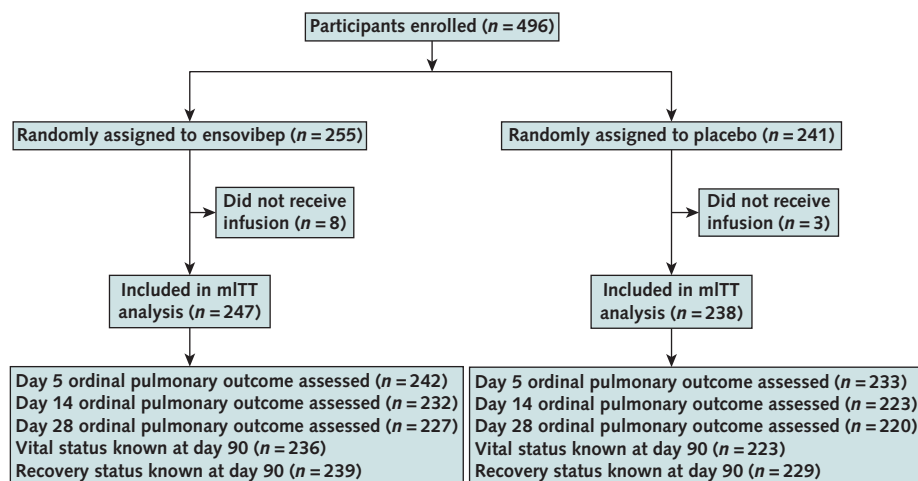 Participants enrolled (n = 496)
Randomly assigned to ensovibep (n = 255)
Randomly assigned to placebo (n = 241)
Did not receive
infusion (n = 8)
Did not receive
infusion (n = 3)
Included in mITT
analysis (n = 247)
Included in mITT
analysis (n = 238)
Day 5 ordinal pulmonary outcome assessed (n = 242)
Day 14 ordinal pulmonary outcome assessed (n = 232)
Day 28 ordinal pulmonary outcome assessed (n = 227)
Vital status known at day 90 (n = 236)
Recovery status known at day 90 (n = 239)
Day 5 ordinal pulmonary outcome assessed (n = 233)
Day 14 ordinal pulmonary outcome assessed (n = 223)
Day 28 ordinal pulmonary outcome assessed (n = 220)
Vital status known at day 90 (n = 223)
Recovery status known at day 90 (n = 229)